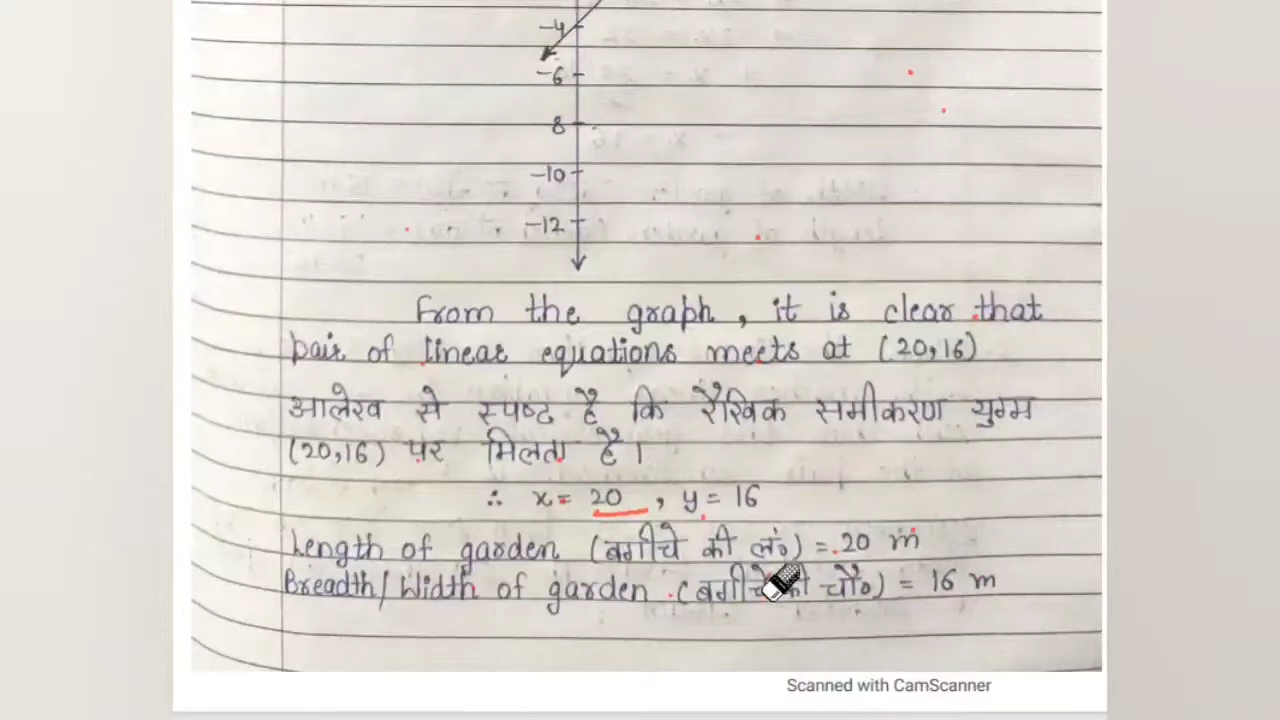 -4
-6
8
-10
-12
From the graph, it is clear that
pair of linear equations meets at (20,16)
आलेख से स्पष्ट है कि रैखिक समीकरण युग्म
(20,16) पर मिलता है।
∴ x = 20 , y = 16
Length of garden (बगीचे की लं०) = 20 m
Breadth/Width of garden (बगीचे की चौ०) = 16 m
Scanned with CamScanner